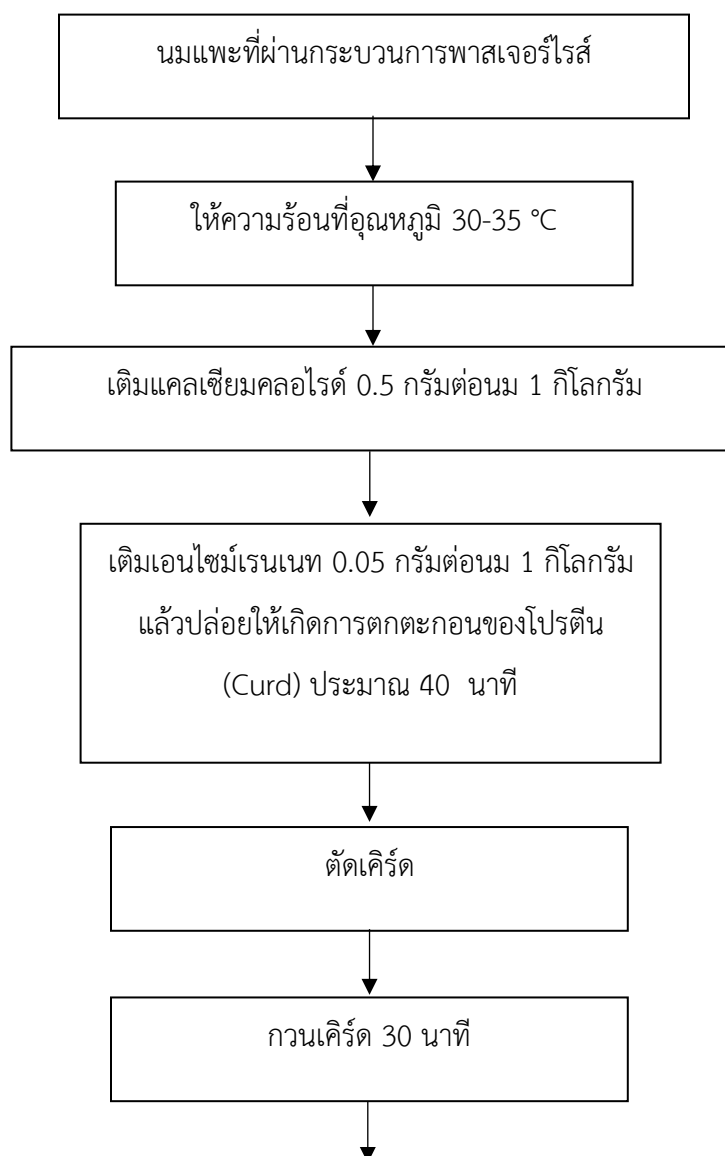 นมแพะที่ผ่านกระบวนการพาสเจอร์ไรส์
ให้ความร้อนที่อุณหภูมิ 30-35 °C
เติมแคลเซียมคลอไรด์ 0.5 กรัมต่อนม 1 กิโลกรัม
เติมเอนไซม์เรนเนท 0.05 กรัมต่อนม 1 กิโลกรัม
แล้วปล่อยให้เกิดการตกตะกอนของโปรตีน
(Curd) ประมาณ 40 นาที
ตัดเคิร์ด
กวนเคิร์ด 30 นาที